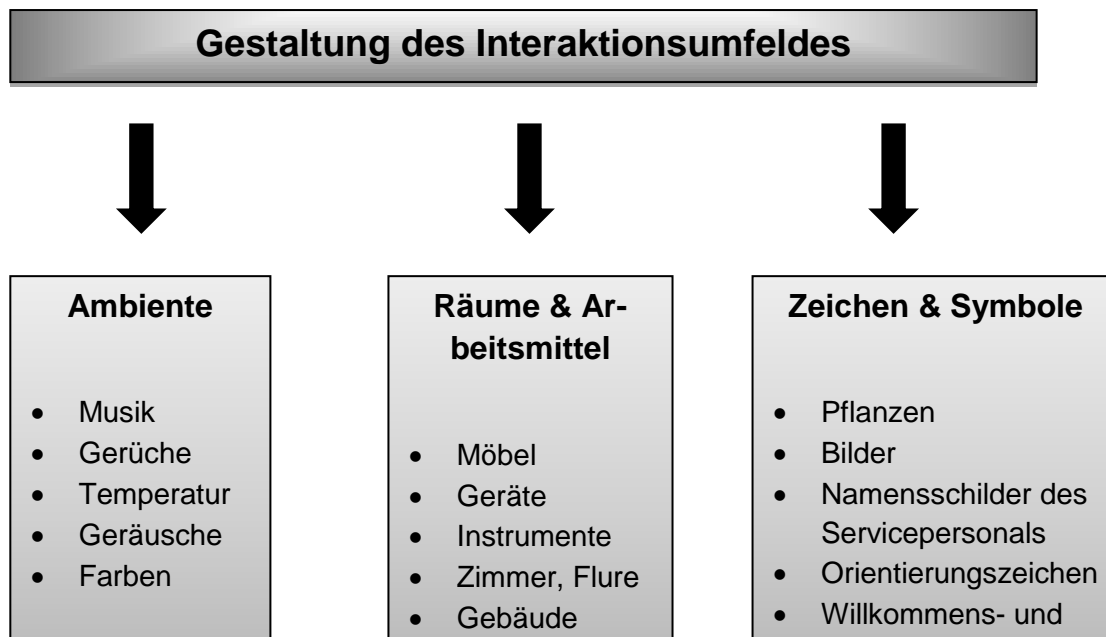 Gestaltung des Interaktionsumfeldes
Ambiente
• Musik
• Gerüche
• Temperatur
• Geräusche
• Farben
Räume & Ar-
beitsmittel
• Möbel
• Geräte
• Instrumente
• Zimmer, Flure
• Gebäude
Zeichen & Symbole
• Pflanzen
• Bilder
• Namensschilder des
Servicepersonals
• Orientierungszeichen
• Willkommens- und